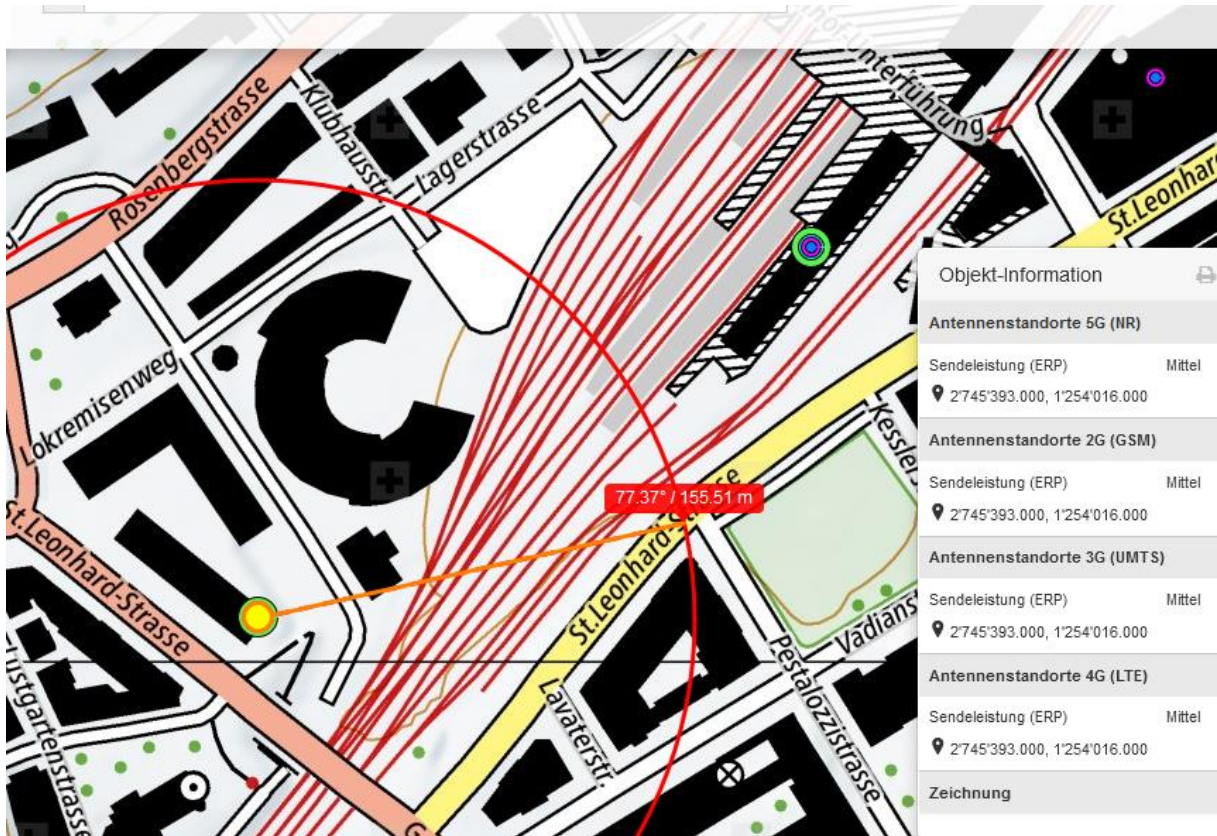 hof-Unterführung
Rosenbergstrasse
Klubhausstr.
Lagerstrasse
St.Leonhar
Lokremisenweg
Kessler
77.37° / 155.51 m
St.Leonhard-Strasse
St.Leonhard-Strasse
Vadianst
Pestalozzistrasse
Lavaterstr.
ustgartenstrasse
G
Objekt-Information
Antennenstandorte 5G (NR)
Sendeleistung (ERP) Mittel
2'745'393.000, 1'254'016.000
Antennenstandorte 2G (GSM)
Sendeleistung (ERP) Mittel
2'745'393.000, 1'254'016.000
Antennenstandorte 3G (UMTS)
Sendeleistung (ERP) Mittel
2'745'393.000, 1'254'016.000
Antennenstandorte 4G (LTE)
Sendeleistung (ERP) Mittel
2'745'393.000, 1'254'016.000
Zeichnung